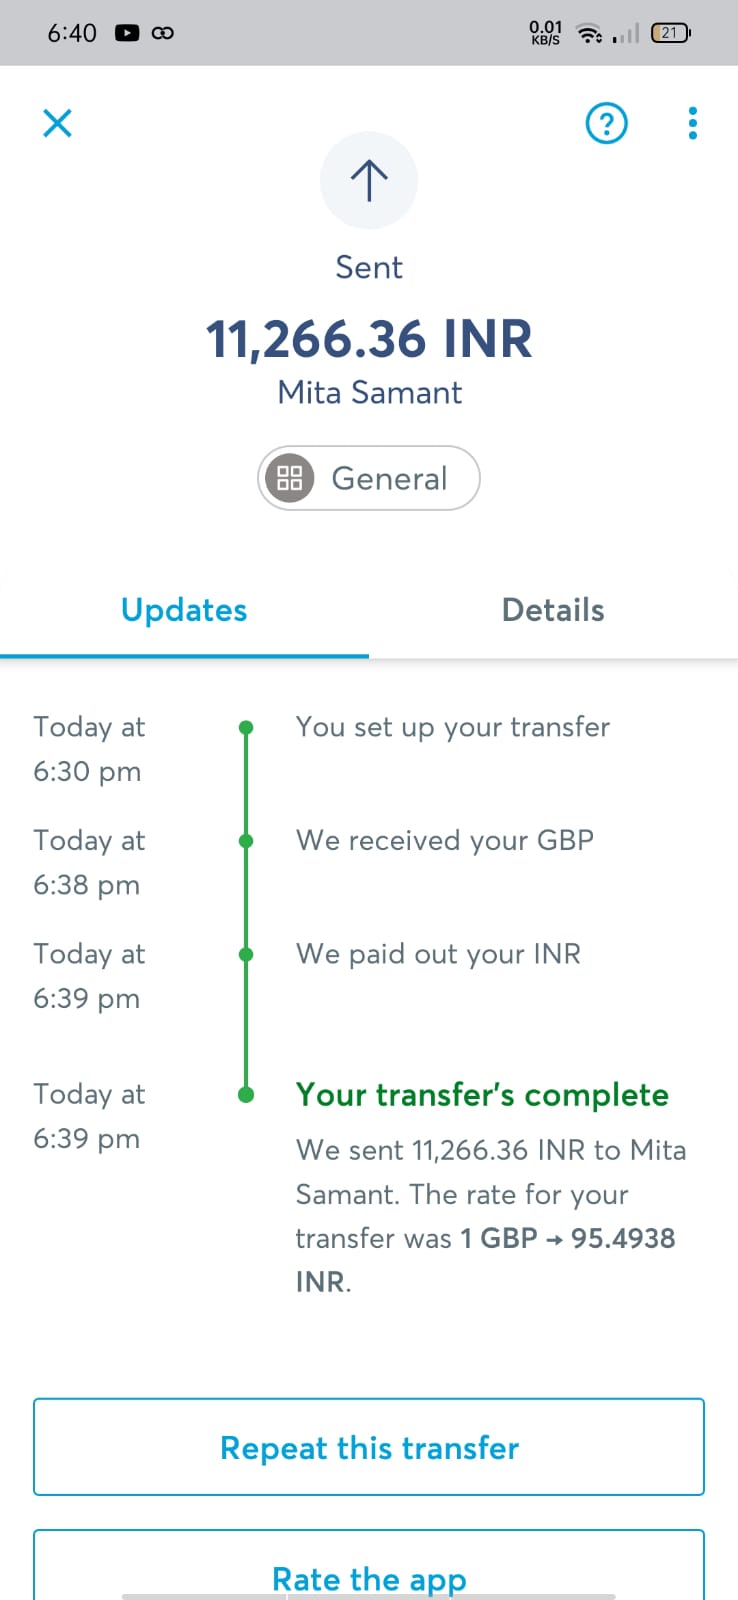 6:40
0.01
KB/S
21
Sent
11,266.36 INR
Mita Samant
General
Updates
Details
Today at
6:30 pm
You set up your transfer
Today at
6:38 pm
We received your GBP
Today at
6:39 pm
We paid out your INR
Today at
6:39 pm
Your transfer's complete
We sent 11,266.36 INR to Mita
Samant. The rate for your
transfer was 1 GBP → 95.4938
INR.
Repeat this transfer
Rate the app